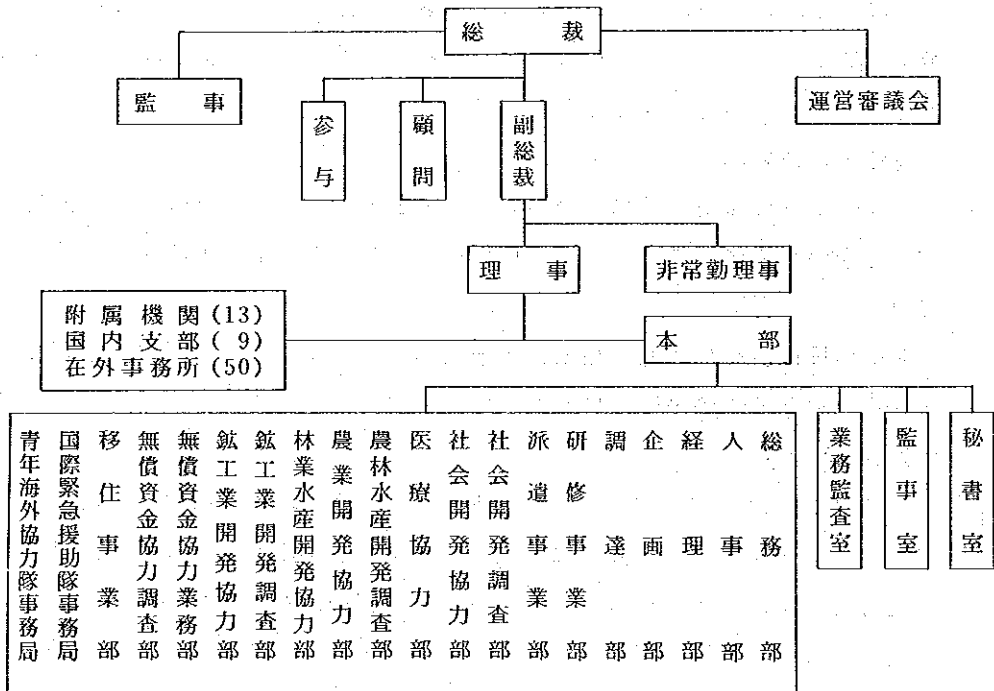 総裁
監事
運営審議会
参与
顧問
副総裁
理事
非常勤理事
附属機関(13)
国内支部( 9)
在外事務所(50)
本部
秘書室
監事室
業務監査室
総務部
人事部
経理部
企画部
調達部
研修事業部
派遣事業部
社会開発調査部
社会開発協力部
医療協力部
農林水産開発調査部
農業開発協力部
林業水産開発協力部
鉱工業開発調査部
鉱工業開発協力部
無償資金協力業務部
無償資金協力調査部
移住事業部
国際緊急援助隊事務局
青年海外協力隊事務局